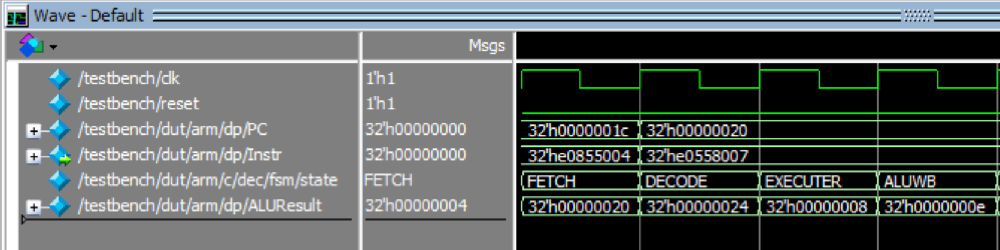 Wave - Default
Msgs
/testbench/clk 1'h1
/testbench/reset 1'h1
/testbench/dut/arm/dp/PC 32'h00000000 32'h0000001c 32'h00000020
/testbench/dut/arm/dp/Instr 32'h00000000 32'he0855004 32'he0558007
/testbench/dut/arm/c/dec/fsm/state FETCH FETCH DECODE EXECUTER ALUWB
/testbench/dut/arm/dp/ALUResult 32'h00000004 32'h00000020 32'h00000024 32'h00000008 32'h0000000e